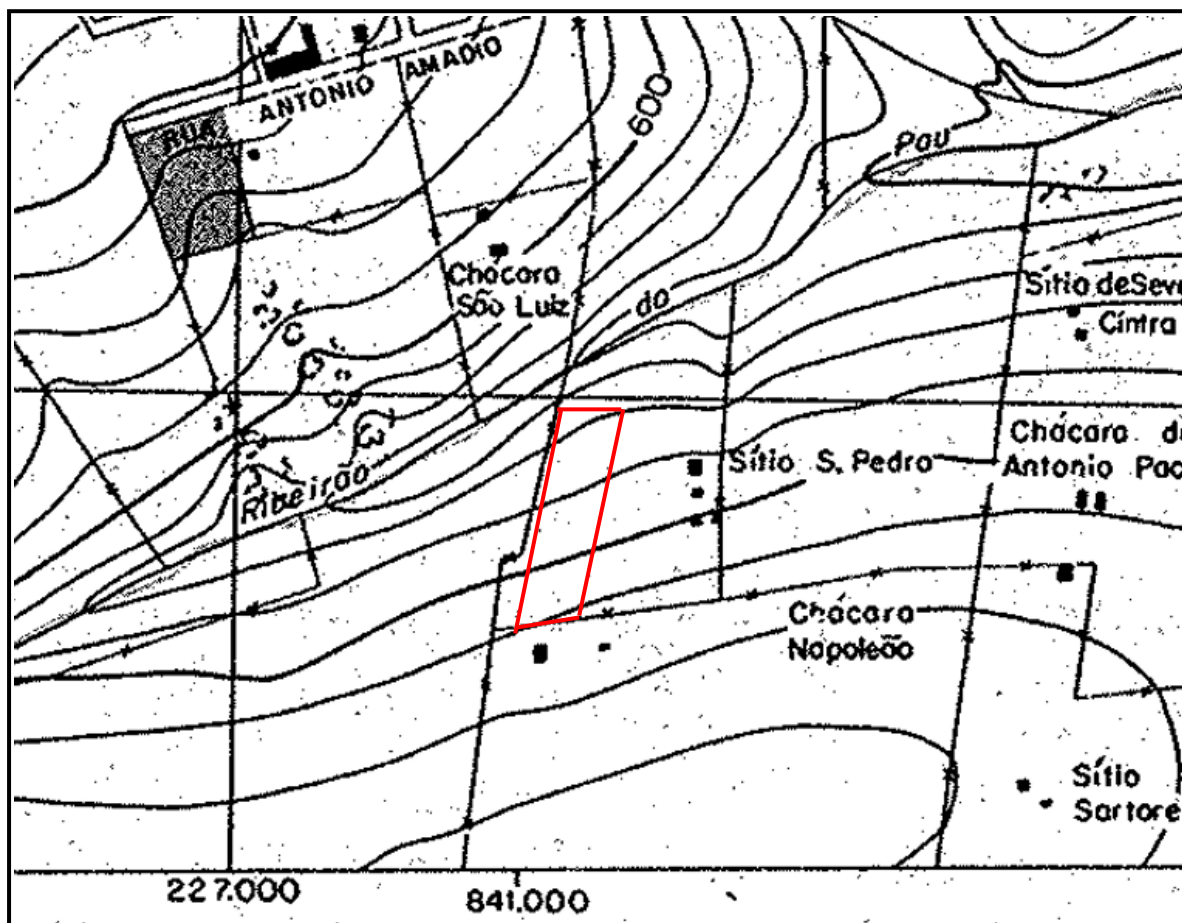 RUA ANTONIO AMADIO
600
Pau
Chácara
São Luiz
do
Sítio de Seve
Cintra
Ribeirão
Sítio S. Pedro
Chácara d
Antonio Pac
Chácara
Napoleão
Sítio
Sartore
227.000
841.000